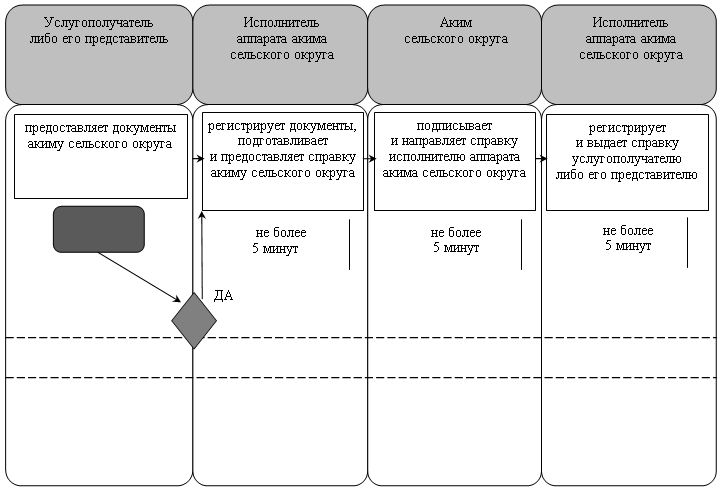 Услугополучатель
либо его представитель
Исполнитель
аппарата акима
сельского округа
Аким
сельского округа
Исполнитель
аппарата акима
сельского округа
предоставляет документы
акиму сельского округа
регистрирует документы,
подготавливает
и предоставляет справку
акиму сельского округа
подписывает
и направляет справку
исполнителю аппарата
акима сельского округа
регистрирует
и выдает справку
услугополучателю
либо его представителю
не более
5 минут
не более
5 минут
не более
5 минут
ДА